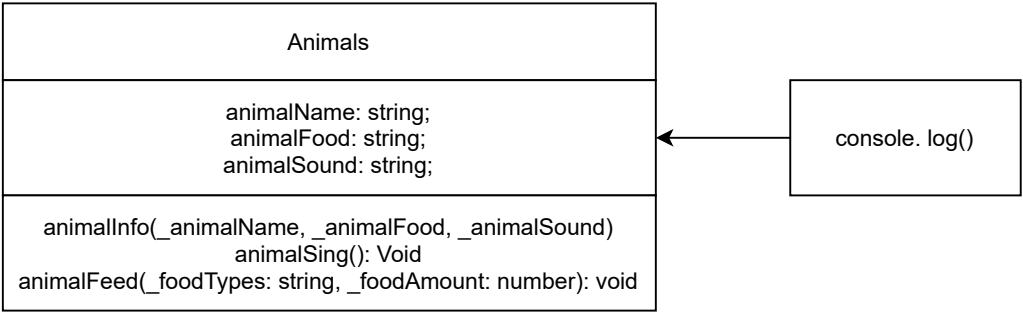 Animals
animalName: string;
animalFood: string;
animalSound: string;
console. log()
animalInfo(_animalName, _animalFood, _animalSound)
animalSing(): Void
animalFeed(_foodTypes: string, _foodAmount: number): void